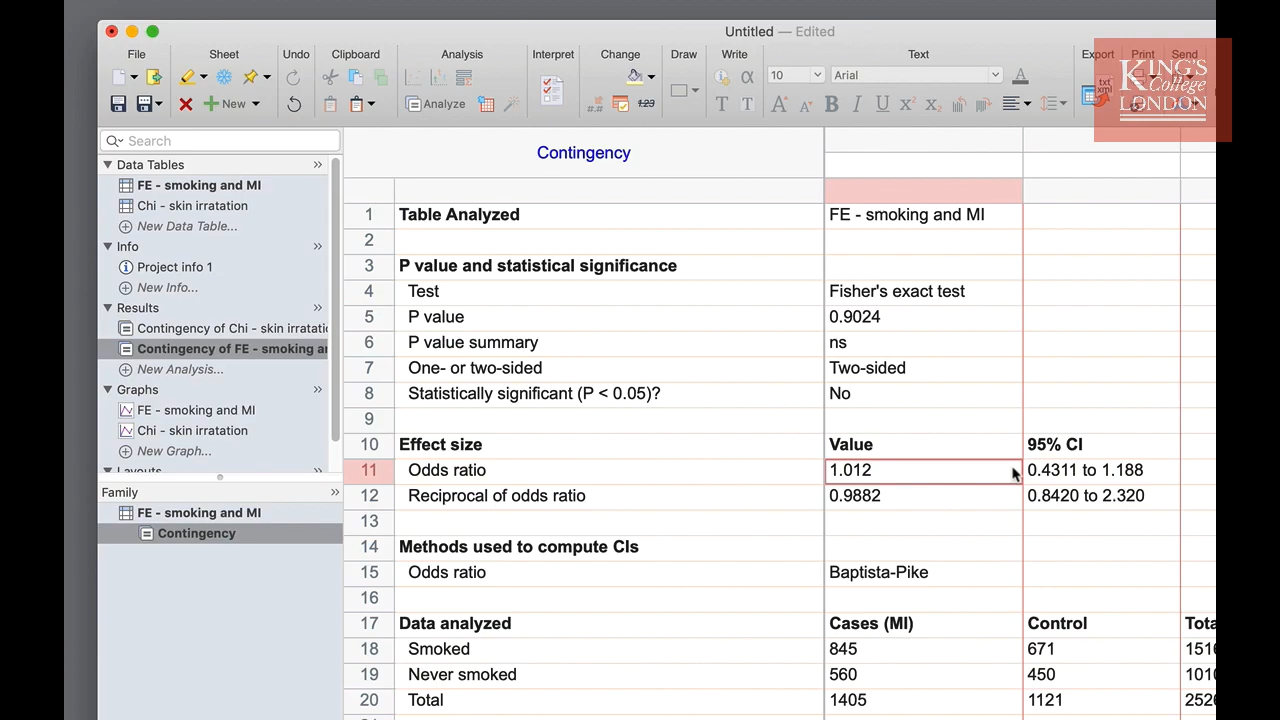 Untitled — Edited
File Sheet Undo Clipboard Analysis Interpret Change Draw Write Text Export Print Send
10 Arial
New Analyze
KING'S
College
LONDON
Search
Data Tables
FE - smoking and MI
Chi - skin irratation
New Data Table...
Info
Project info 1
New Info...
Results
Contingency of Chi - skin irratati
Contingency of FE - smoking a
New Analysis...
Graphs
FE - smoking and MI
Chi - skin irratation
New Graph...
Layouts
Family
FE - smoking and MI
Contingency
Contingency
1 Table Analyzed FE - smoking and MI
2
3 P value and statistical significance
4 Test Fisher's exact test
5 P value 0.9024
6 P value summary ns
7 One- or two-sided Two-sided
8 Statistically significant (P < 0.05)? No
9
10 Effect size Value 95% CI
11 Odds ratio 1.012 0.4311 to 1.188
12 Reciprocal of odds ratio 0.9882 0.8420 to 2.320
13
14 Methods used to compute CIs
15 Odds ratio Baptista-Pike
16
17 Data analyzed Cases (MI) Control Tota
18 Smoked 845 671 1516
19 Never smoked 560 450 1010
20 Total 1405 1121 2526